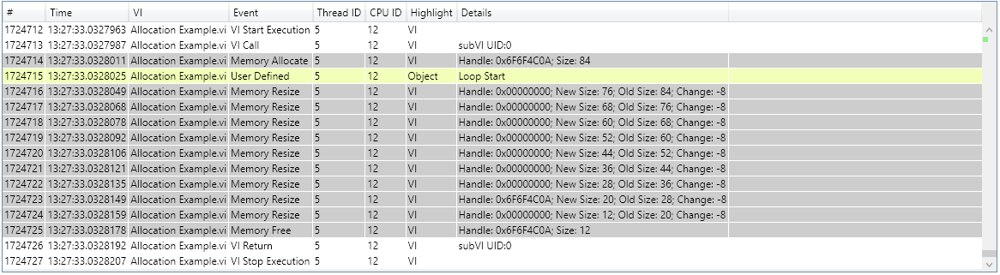 # Time VI Event Thread ID CPU ID Highlight Details
1724712 13:27:33.0327963 Allocation Example.vi VI Start Execution 5 12 VI
1724713 13:27:33.0327987 Allocation Example.vi VI Call 5 12 VI subVI UID:0
1724714 13:27:33.0328011 Allocation Example.vi Memory Allocate 5 12 VI Handle: 0x6F6F4C0A; Size: 84
1724715 13:27:33.0328025 Allocation Example.vi User Defined 5 12 Object Loop Start
1724716 13:27:33.0328049 Allocation Example.vi Memory Resize 5 12 VI Handle: 0x00000000; New Size: 76; Old Size: 84; Change: -8
1724717 13:27:33.0328068 Allocation Example.vi Memory Resize 5 12 VI Handle: 0x00000000; New Size: 68; Old Size: 76; Change: -8
1724718 13:27:33.0328078 Allocation Example.vi Memory Resize 5 12 VI Handle: 0x00000000; New Size: 60; Old Size: 68; Change: -8
1724719 13:27:33.0328092 Allocation Example.vi Memory Resize 5 12 VI Handle: 0x00000000; New Size: 52; Old Size: 60; Change: -8
1724720 13:27:33.0328106 Allocation Example.vi Memory Resize 5 12 VI Handle: 0x00000000; New Size: 44; Old Size: 52; Change: -8
1724721 13:27:33.0328121 Allocation Example.vi Memory Resize 5 12 VI Handle: 0x00000000; New Size: 36; Old Size: 44; Change: -8
1724722 13:27:33.0328135 Allocation Example.vi Memory Resize 5 12 VI Handle: 0x00000000; New Size: 28; Old Size: 36; Change: -8
1724723 13:27:33.0328149 Allocation Example.vi Memory Resize 5 12 VI Handle: 0x6F6F4C0A; New Size: 20; Old Size: 28; Change: -8
1724724 13:27:33.0328159 Allocation Example.vi Memory Resize 5 12 VI Handle: 0x00000000; New Size: 12; Old Size: 20; Change: -8
1724725 13:27:33.0328178 Allocation Example.vi Memory Free 5 12 VI Handle: 0x6F6F4C0A; Size: 12
1724726 13:27:33.0328192 Allocation Example.vi VI Return 5 12 VI subVI UID:0
1724727 13:27:33.0328207 Allocation Example.vi VI Stop Execution 5 12 VI